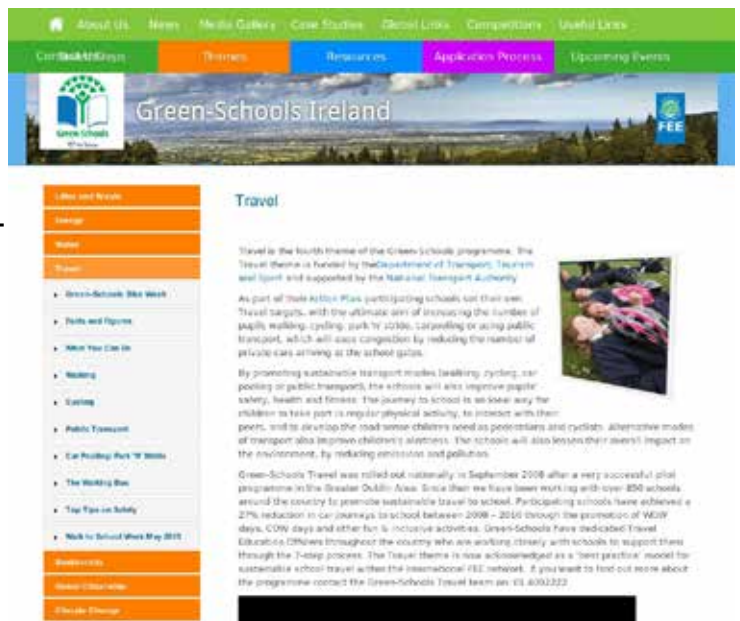 About Us News Media Gallery Case Studies Global Links Competitions Useful Links
Themes Resources Application Process Upcoming Events
Green-Schools Ireland
Green-Schools
FEE
Litter and Waste
Energy
Water
Travel
Green-Schools Bike Week
Facts and Figures
What You Can Do
Walking
Cycling
Public Transport
Car Pooling/ Park 'N' Stride
The Walking Bus
Top Tips on Safety
Walk to School Week May 2015
Biodiversity
Global Citizenship
Climate Change
Travel
Travel is the fourth theme of the Green-Schools programme. The
Travel theme is funded by theDepartment of Transport, Tourism
and Sport and supported by the National Transport Authority
As part of their Action Plan participating schools set their own
Travel targets, with the ultimate aim of increasing the number of
pupils walking, cycling, park 'n' stride, carpooling or using public
transport, which will ease congestion by reducing the number of
private cars arriving at the school gates.
By promoting sustainable transport modes (walking, cycling, car
pooling or public transport), the schools will also improve pupils'
safety, health and fitness. The journey to school is an ideal way for
children to take part in regular physical activity, to interact with their
peers, and to develop the road sense children need as pedestrians and cyclists. Alternative modes
of transport also improve children's alertness. The schools will also lessen their overall impact on
the environment, by reducing emissions and pollution.
Green-Schools Travel was rolled out nationally in September 2008 after a very successful pilot
programme in the Greater Dublin Area. Since then we have been working with over 850 schools
around the country to promote sustainable travel to school. Participating schools have achieved a
27% reduction in car journeys to school between 2008 – 2010 through the promotion of WOW
days, COW days and other fun & inclusive activities. Green-Schools have dedicated Travel
Education Officers throughout the country who are working closely with schools to support them
through the 7-step process. The Travel theme is now acknowledged as a 'best practice' model for
sustainable school travel within the international FEE network. If you want to find out more about
the programme contact the Green-Schools Travel team on: 01 4002222